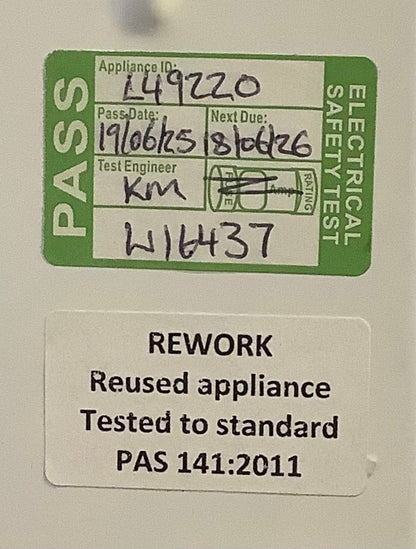 PASS
ELECTRICAL
SAFETY TEST
Appliance ID:
L49220
Pass Date:
19/06/25
Next Due:
18/06/26
Test Engineer
KM
Amp
RATING
W16437
REWORK
Reused appliance
Tested to standard
PAS 141:2011